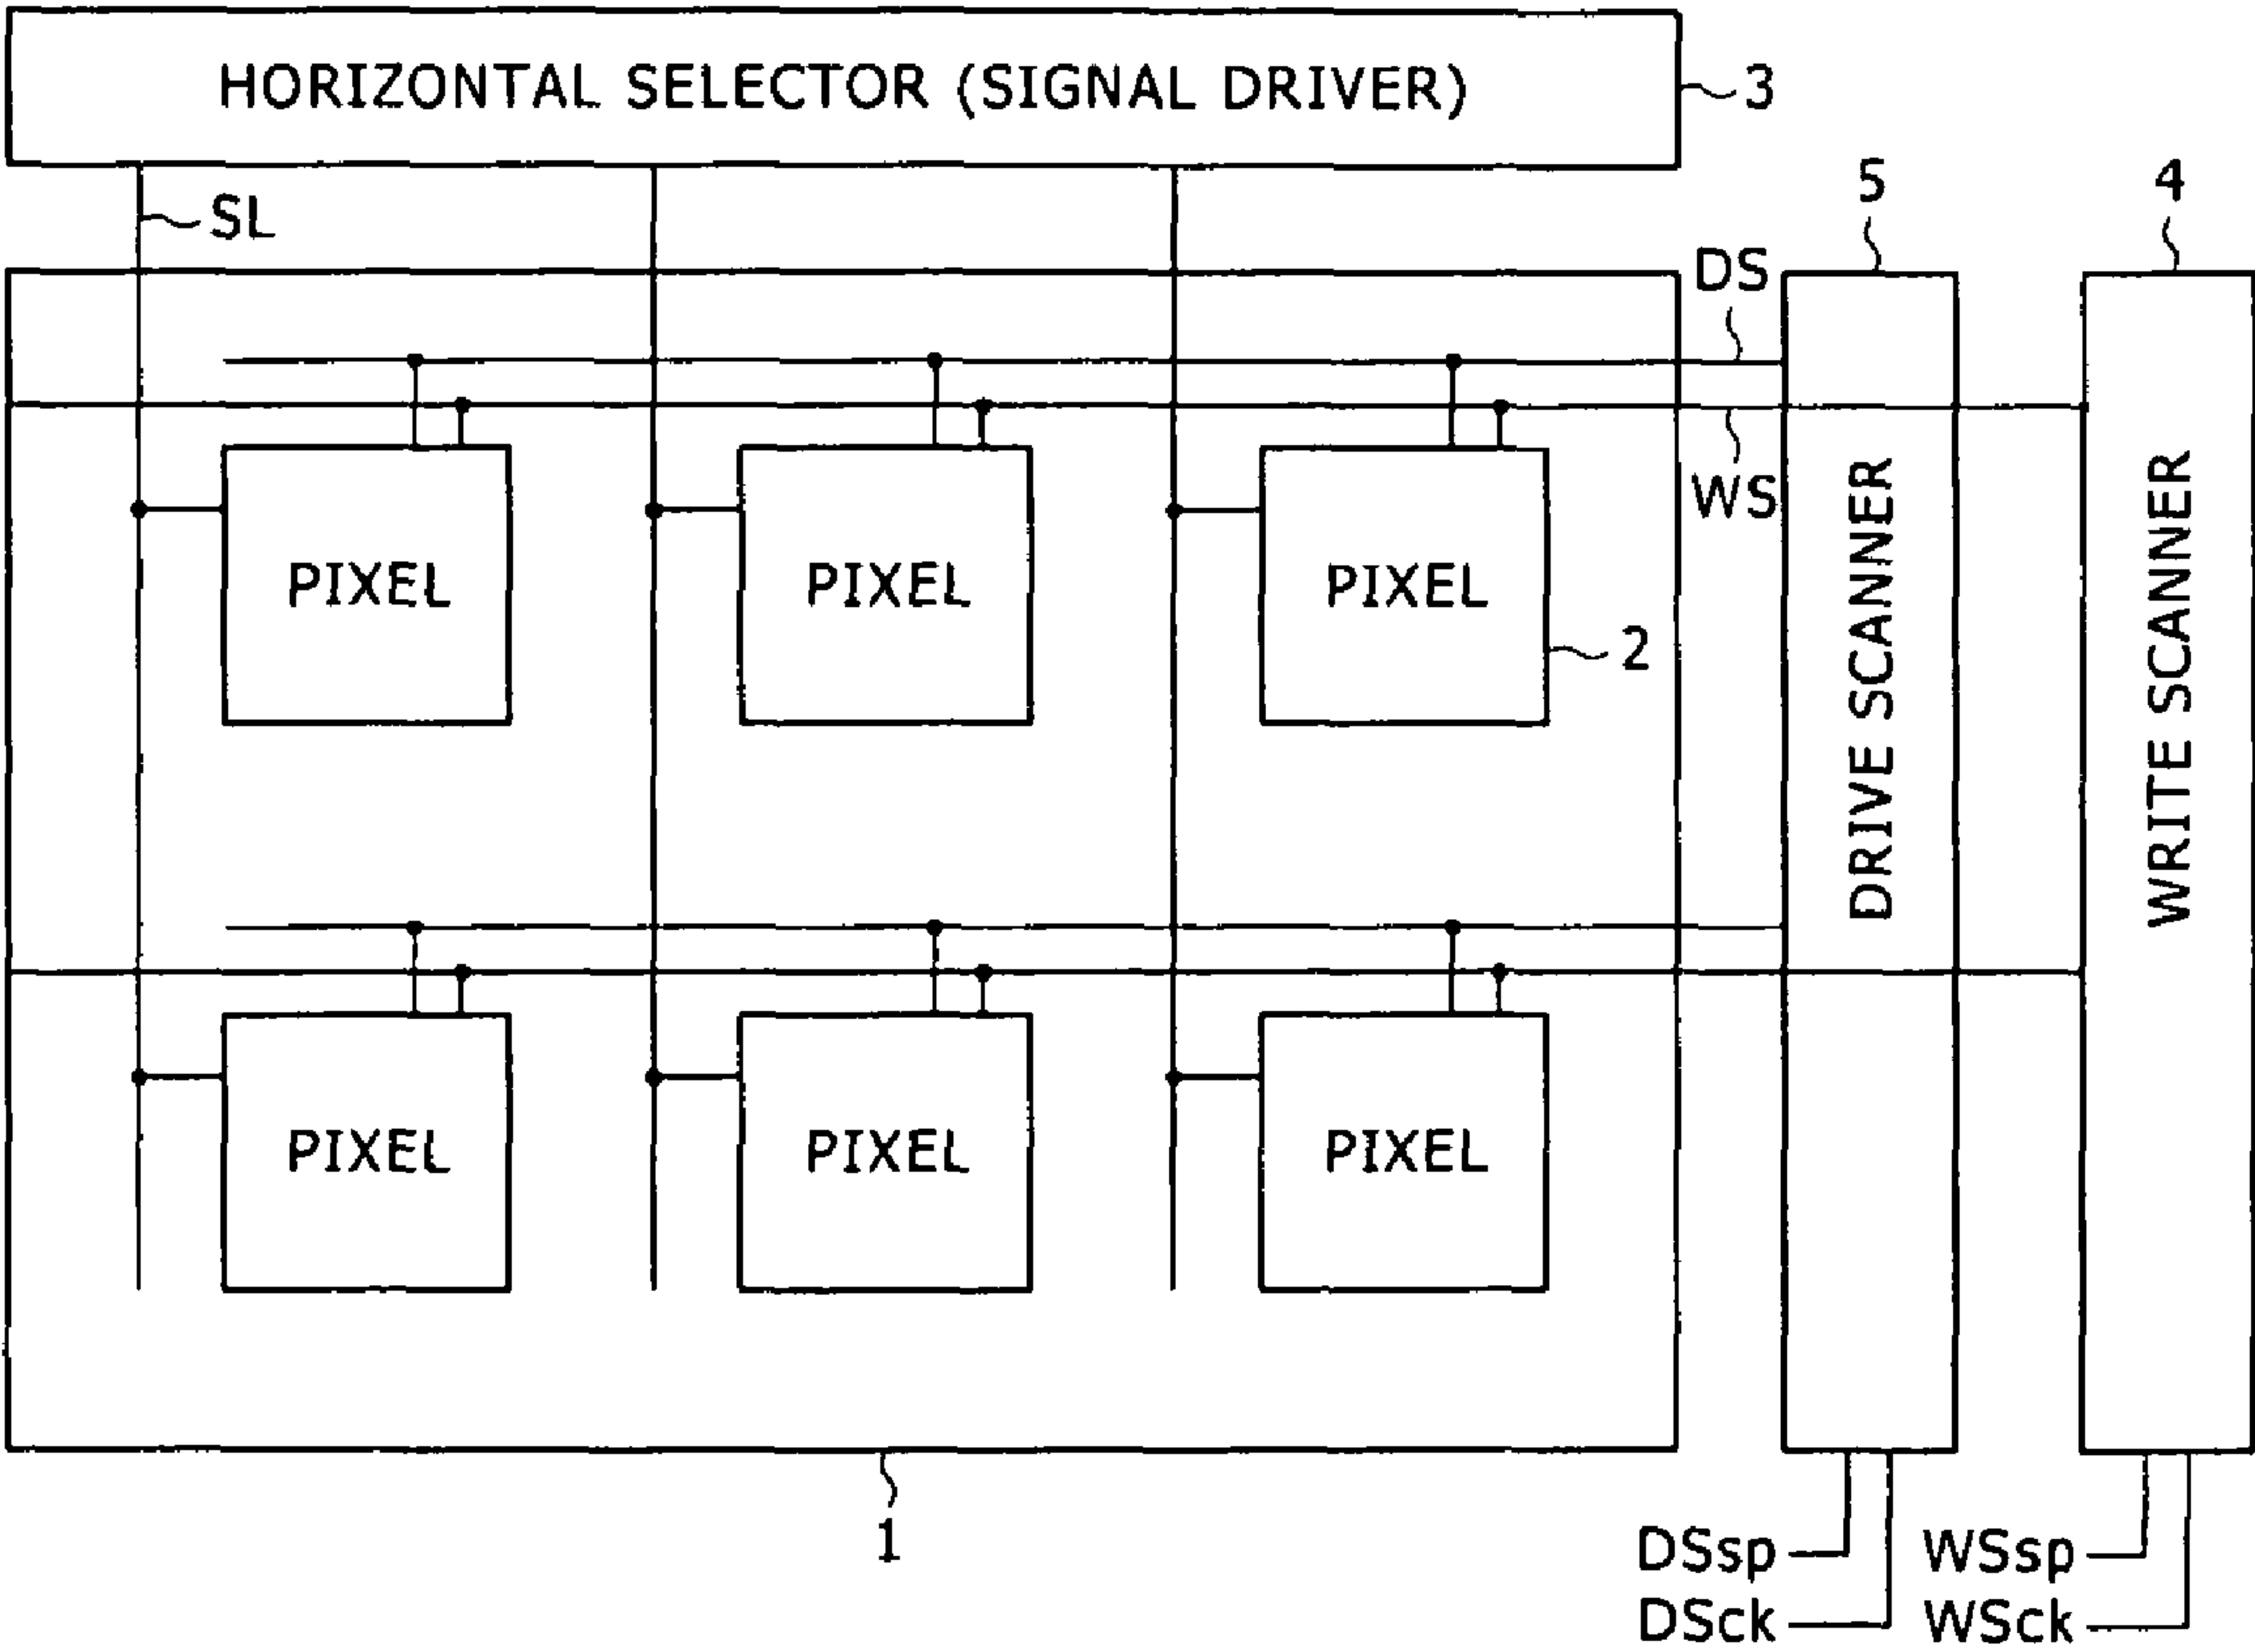 HORIZONTAL SELECTOR (SIGNAL DRIVER)
3
SL
5
4
DS
WS
PIXEL
PIXEL
PIXEL
2
DRIVE SCANNER
WRITE SCANNER
PIXEL
PIXEL
PIXEL
1
DSsp
WSsp
DSck
WSck